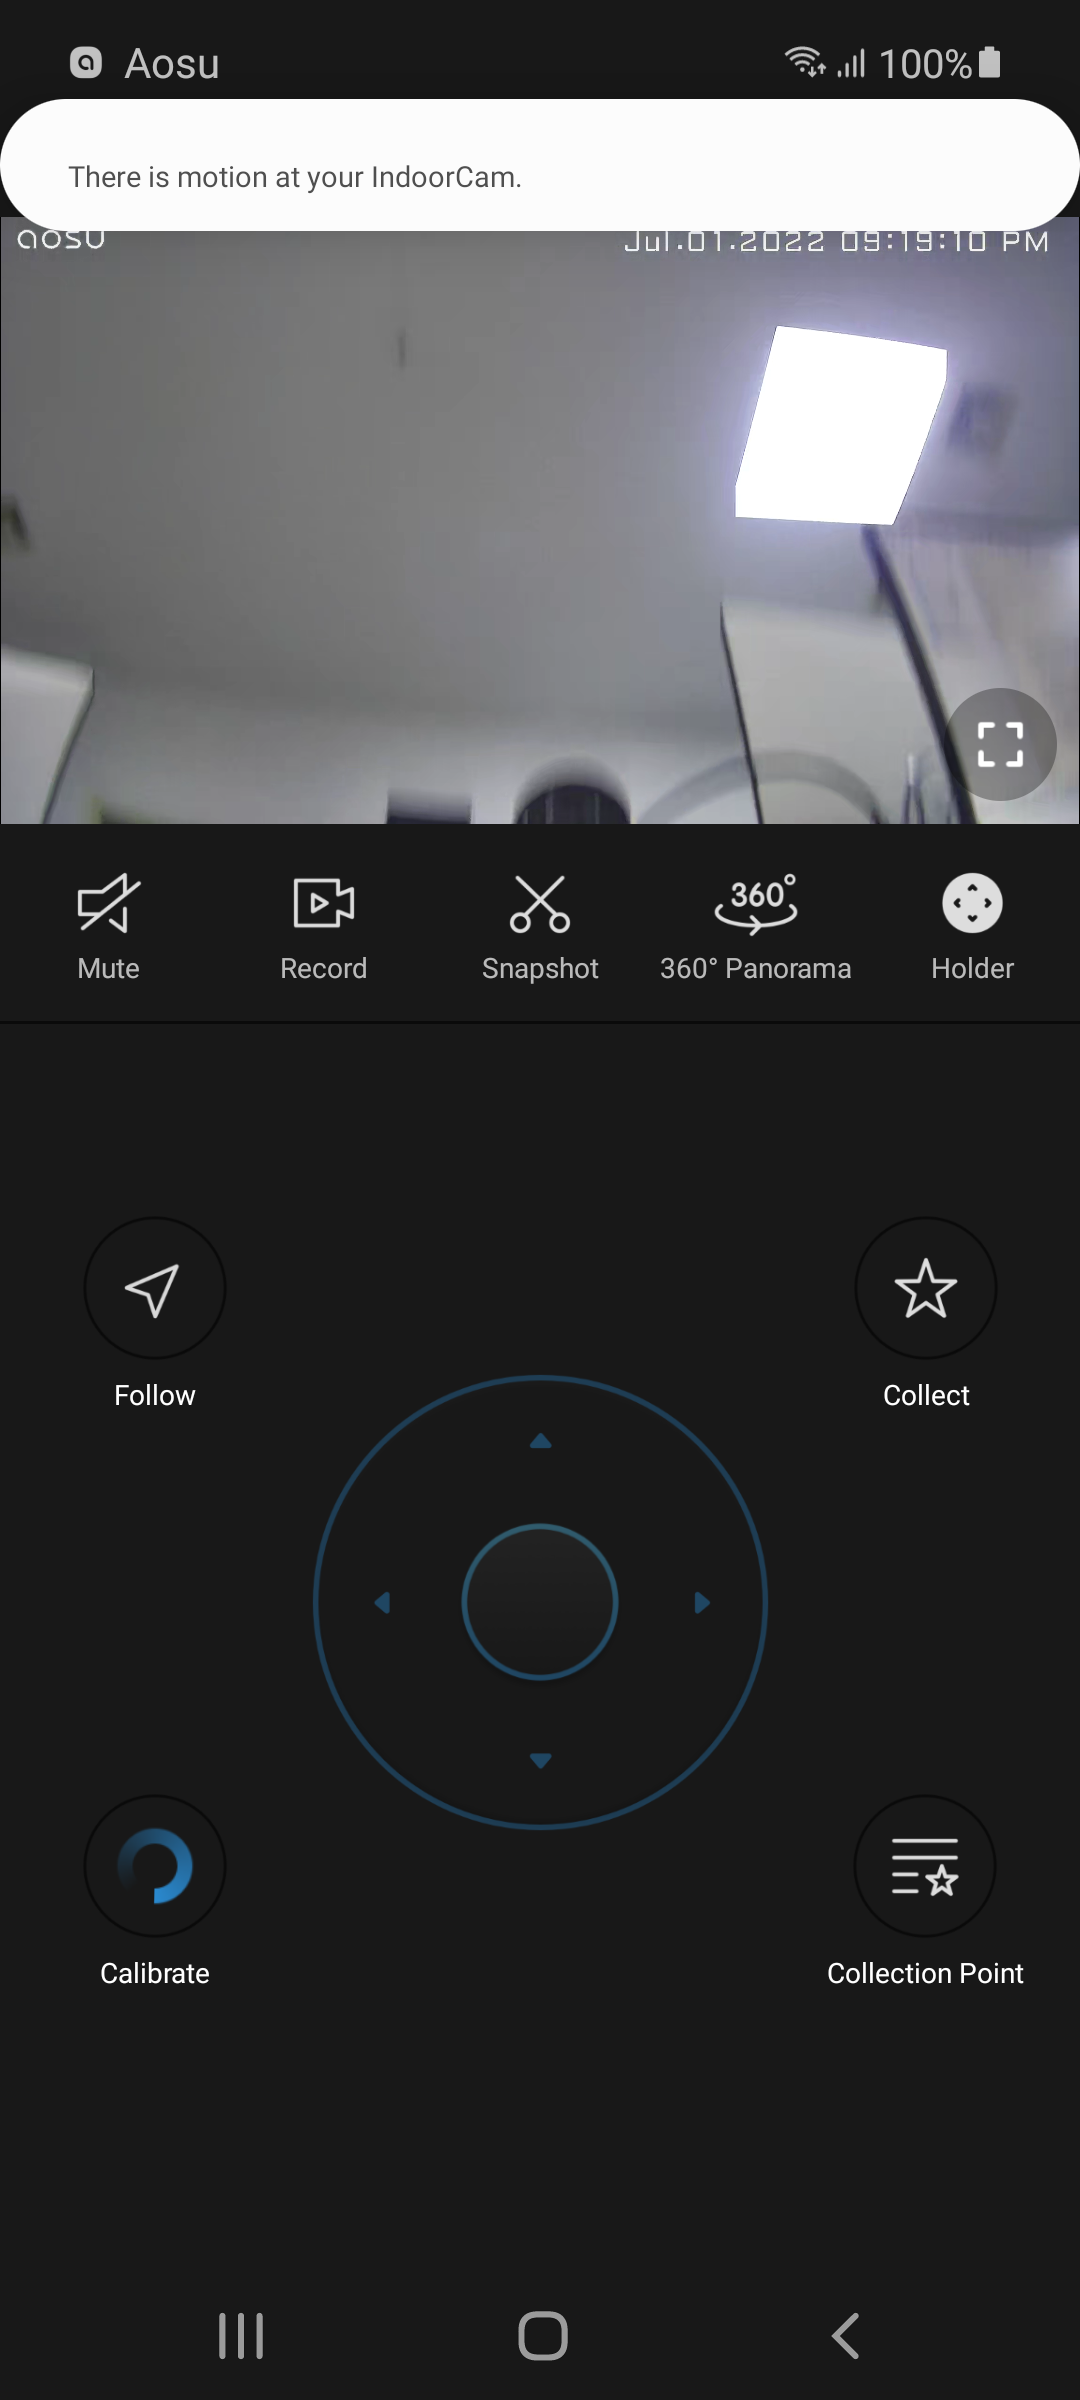 Aosu
100%
There is motion at your IndoorCam.
aosu
Jul.01.2022 09:19:10 PM
Mute
Record
Snapshot
360°
360° Panorama
Holder
Follow
Collect
Calibrate
Collection Point